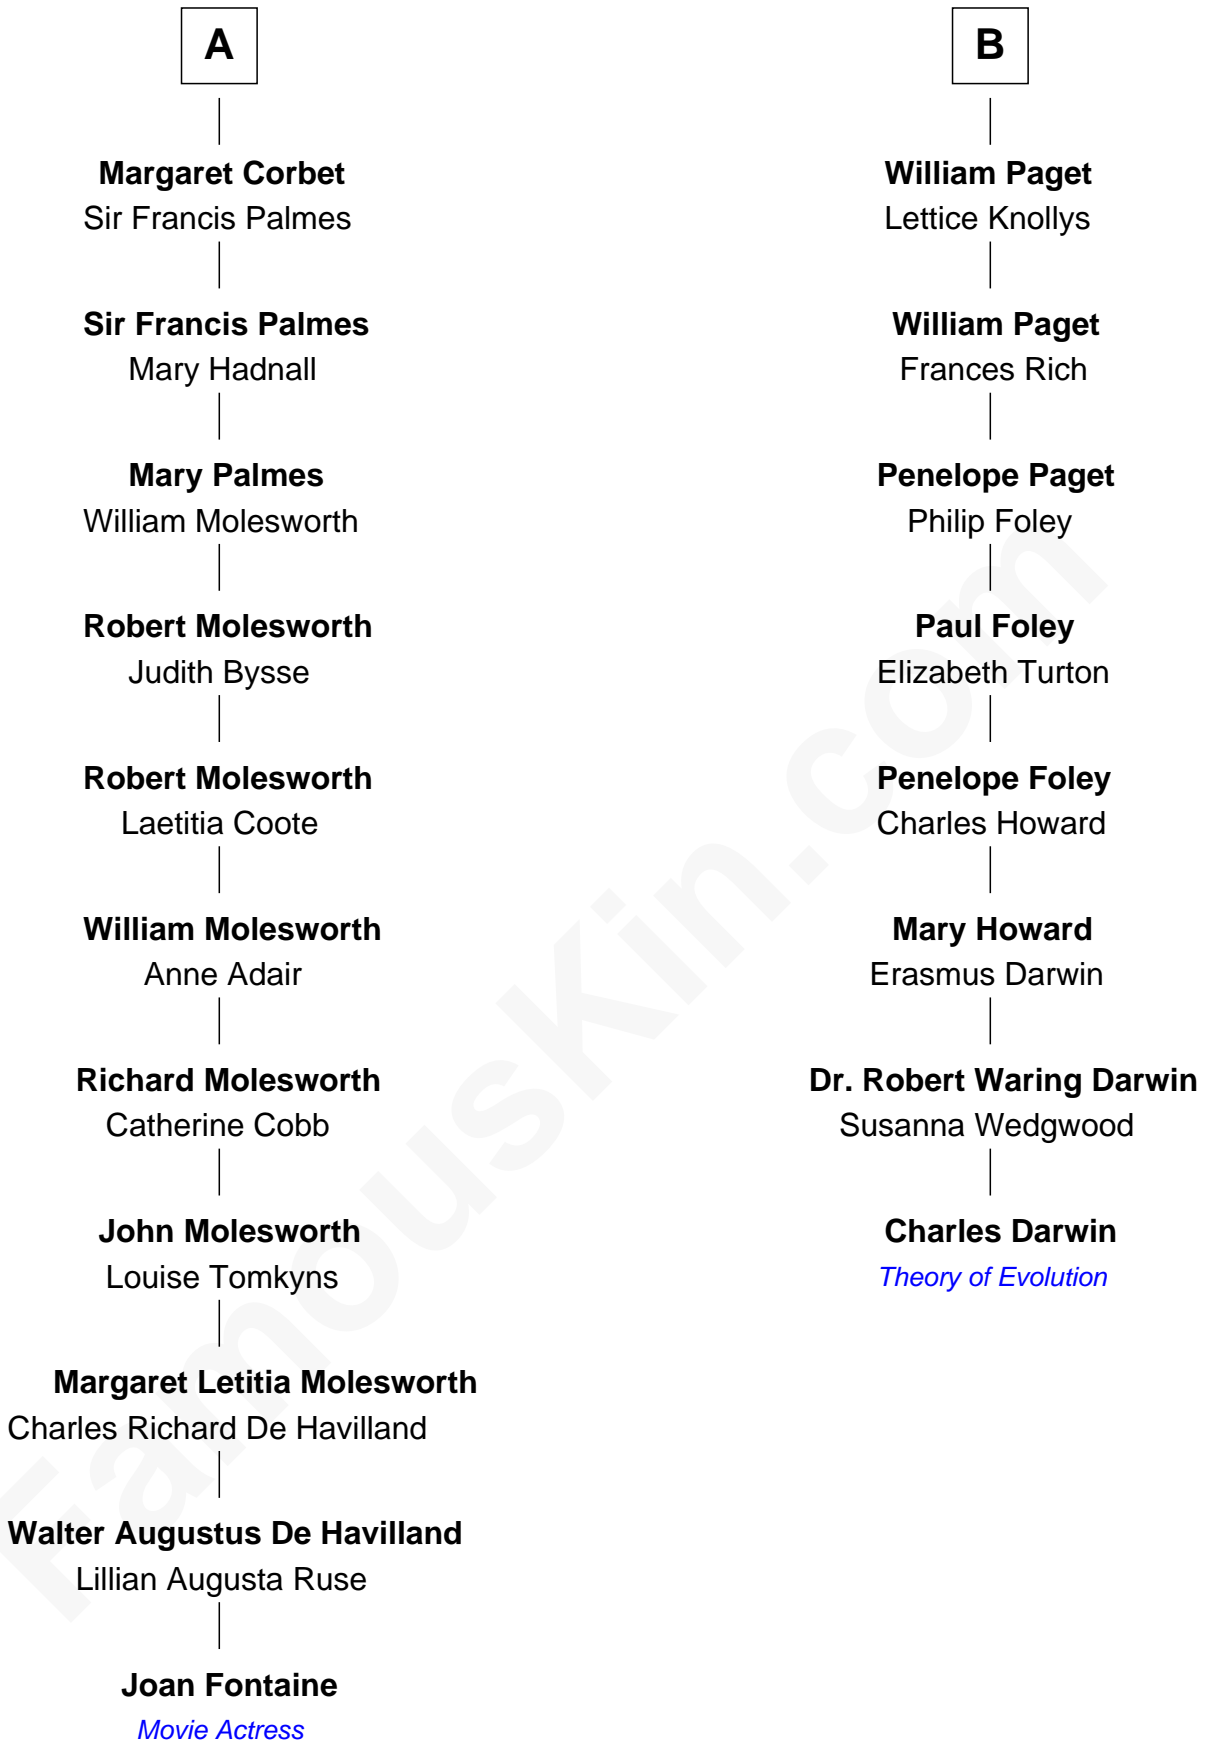 A
Margaret Corbet
Sir Francis Palmes
Sir Francis Palmes
Mary Hadnall
Mary Palmes
William Molesworth
Robert Molesworth
Judith Bysse
Robert Molesworth
Laetitia Coote
William Molesworth
Anne Adair
Richard Molesworth
Catherine Cobb
John Molesworth
Louise Tomkyns
Margaret Letitia Molesworth
Charles Richard De Havilland
Walter Augustus De Havilland
Lillian Augusta Ruse
Joan Fontaine
Movie Actress
B
William Paget
Lettice Knollys
William Paget
Frances Rich
Penelope Paget
Philip Foley
Paul Foley
Elizabeth Turton
Penelope Foley
Charles Howard
Mary Howard
Erasmus Darwin
Dr. Robert Waring Darwin
Susanna Wedgwood
Charles Darwin
Theory of Evolution
FamousKin.com